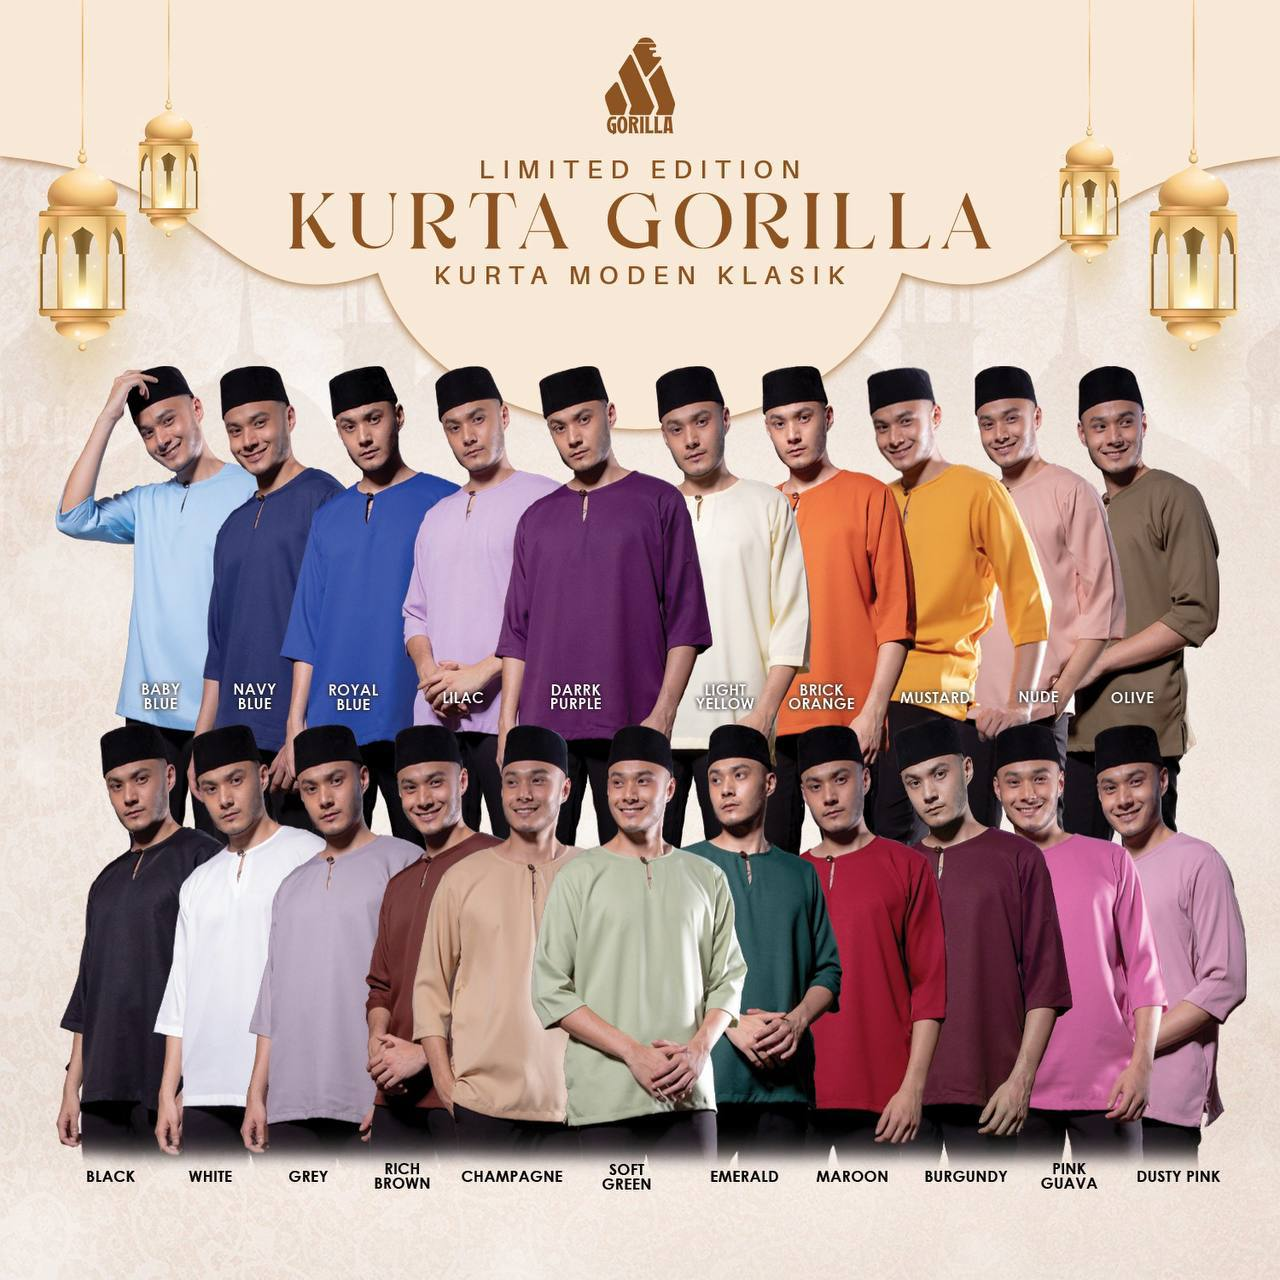 GORILLA
LIMITED EDITION
KURTA GORILLA
KURTA MODEN KLASIK
BABY
BLUE
NAVY
BLUE
ROYAL
BLUE
LILAC
DARRK
PURPLE
LIGHT
YELLOW
BRICK
ORANGE
MUSTARD
NUDE
OLIVE
BLACK
WHITE
GREY
RICH
BROWN
CHAMPAGNE
SOFT
GREEN
EMERALD
MAROON
BURGUNDY
PINK
GUAVA
DUSTY PINK